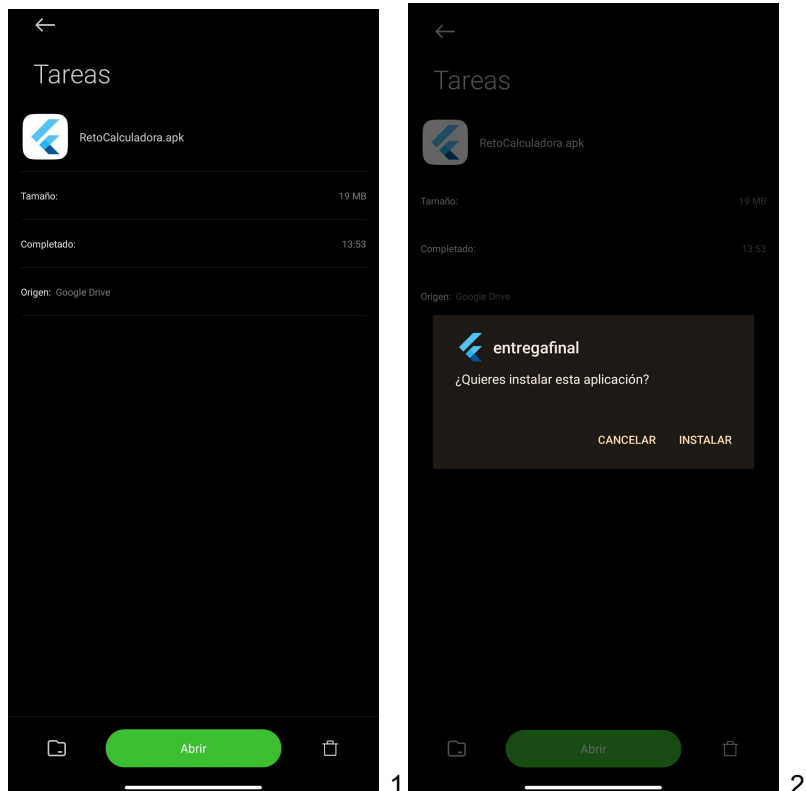 Tareas
RetoCalculadora.apk
Tamaño: 19 MB
Completado: 13:53
Origen: Google Drive
Abrir
1
Tareas
RetoCalculadora.apk
Tamaño: 19 MB
Completado: 13:53
Origen: Google Drive
entregafinal
¿Quieres instalar esta aplicación?
CANCELAR INSTALAR
Abrir
2